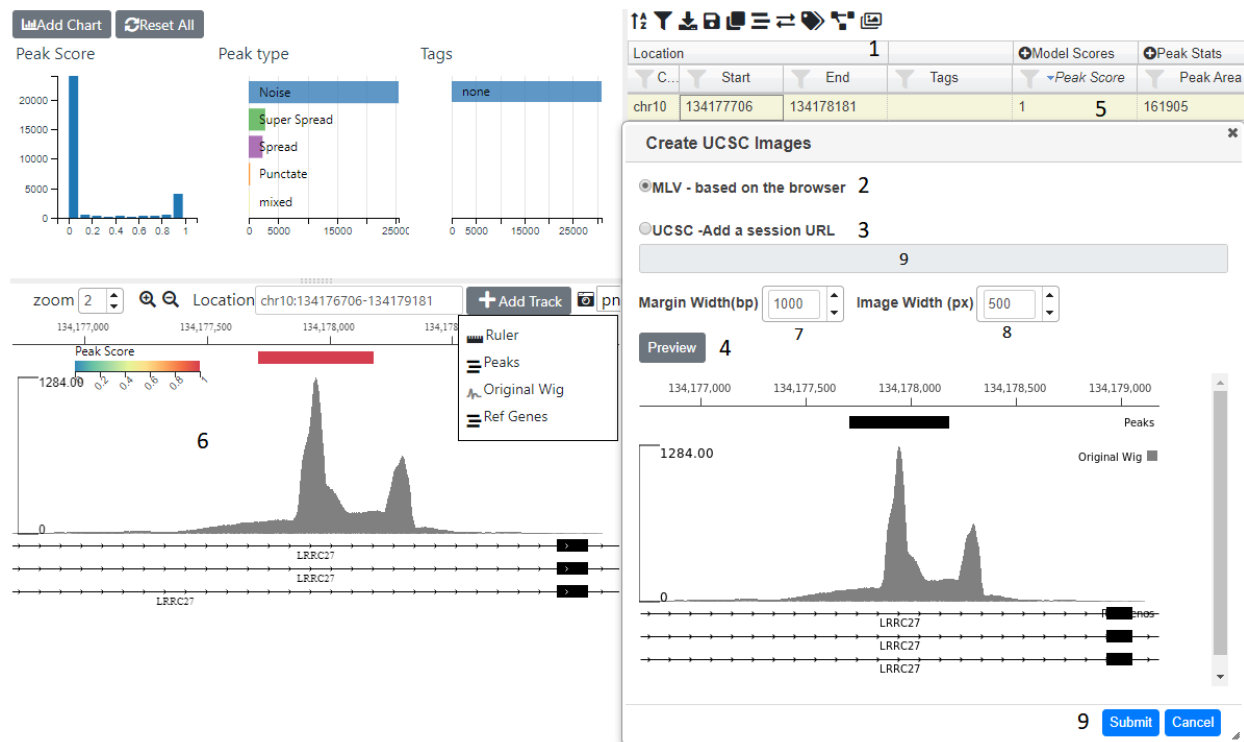 Add Chart
Reset All
Peak Score
20000
15000
10000
5000
0
0 0.2 0.4 0.6 0.8 1
Peak type
Noise
Super Spread
Spread
Punctate
mixed
0 5000 15000 25000
Tags
none
0 5000 15000 25000
1
Location
Model Scores
Peak Stats
C...
Start
End
Tags
Peak Score
Peak Area
chr10
134177706
134178181
1
5
161905
zoom
2
Location
chr10:134176706-134179181
Add Track
pn
134,177,000 134,177,500 134,178,000 134,178
Ruler
Peaks
Original Wig
Ref Genes
Peak Score
0 0.2 0.4 0.6 0.8 1
1284.00
6
0
LRRC27
LRRC27
LRRC27
Create UCSC Images
MLV - based on the browser
2
UCSC -Add a session URL
3
9
Margin Width(bp)
1000
Image Width (px)
500
7
8
Preview
4
134,177,000 134,177,500 134,178,000 134,178,500 134,179,000
Peaks
1284.00
Original Wig
0
LRRC27
LRRC27
LRRC27
9
Submit
Cancel